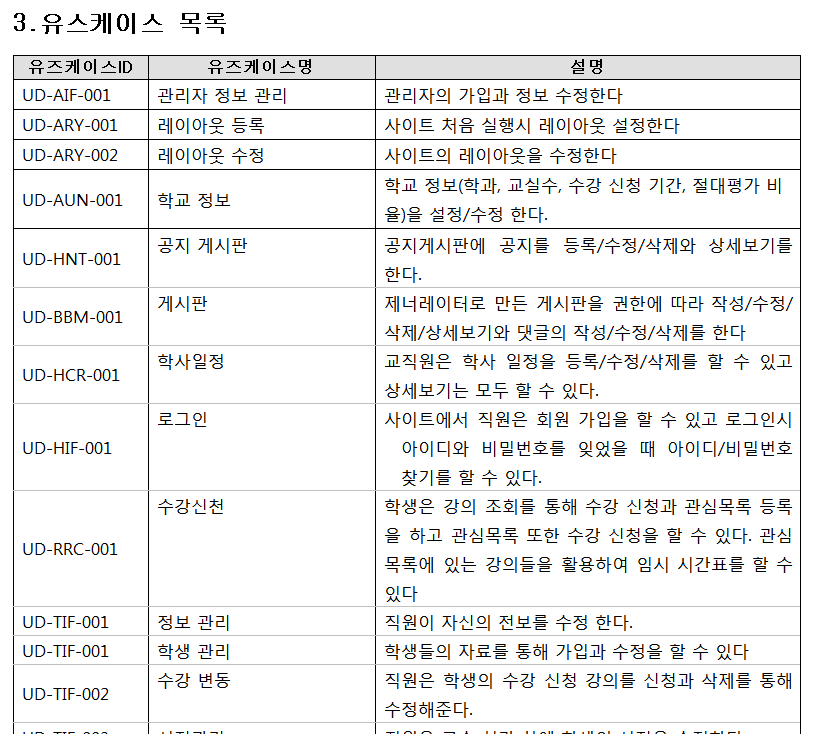 3.유스케이스 목록
유즈케이스ID 유즈케이스명 설명
UD-AIF-001 관리자 정보 관리 관리자의 가입과 정보 수정한다
UD-ARY-001 레이아웃 등록 사이트 처음 실행시 레이아웃 설정한다
UD-ARY-002 레이아웃 수정 사이트의 레이아웃을 수정한다
UD-AUN-001 학교 정보 학교 정보(학과, 교실수, 수강 신청 기간, 절대평가 비
율)을 설정/수정 한다.
UD-HNT-001 공지 게시판 공지게시판에 공지를 등록/수정/삭제와 상세보기를
한다.
UD-BBM-001 게시판 제너레이터로 만든 게시판을 권한에 따라 작성/수정/
삭제/상세보기와 댓글의 작성/수정/삭제를 한다
UD-HCR-001 학사일정 교직원은 학사 일정을 등록/수정/삭제를 할 수 있고
상세보기는 모두 할 수 있다.
UD-HIF-001 로그인 사이트에서 직원은 회원 가입을 할 수 있고 로그인시
아이디와 비밀번호를 잊었을 때 아이디/비밀번호
찾기를 할 수 있다.
UD-RRC-001 수강신천 학생은 강의 조회를 통해 수강 신청과 관심목록 등록
을 하고 관심목록 또한 수강 신청을 할 수 있다. 관심
목록에 있는 강의들을 활용하여 임시 시간표를 할 수
있다
UD-TIF-001 정보 관리 직원이 자신의 전보를 수정 한다.
UD-TIF-001 학생 관리 학생들의 자료를 통해 가입과 수정을 할 수 있다
UD-TIF-002 수강 변동 직원은 학생의 수강 신청 강의를 신청과 삭제를 통해
수정해준다.